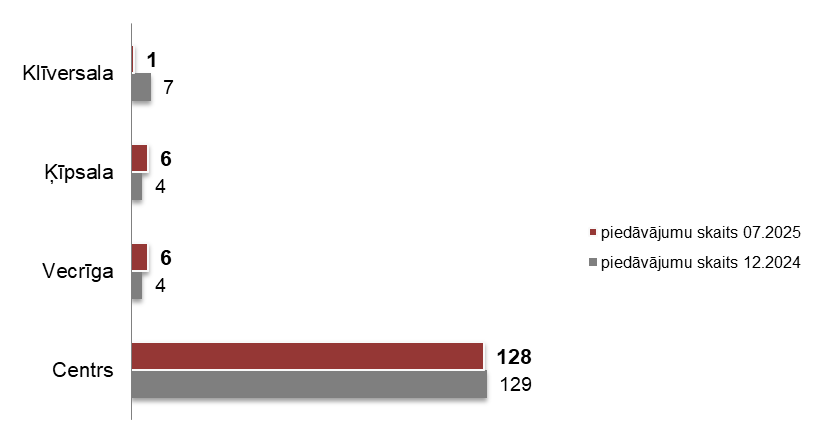 Klīversala
1
7
Ķīpsala
6
4
Vecrīga
6
4
Centrs
128
129
piedāvājumu skaits 07.2025
piedāvājumu skaits 12.2024